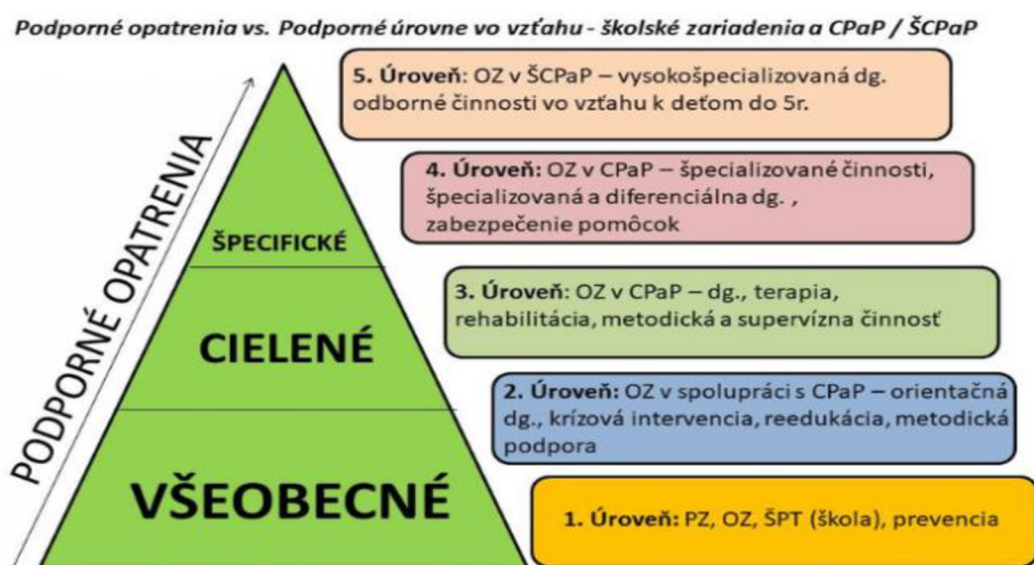 Podporné opatrenia vs. Podporné úrovne vo vzťahu - školské zariadenia a CPaP / ŠCPaP
PODPORNÉ OPATRENIA
ŠPECIFICKÉ
CIELENÉ
VŠEOBECNÉ
5. Úroveň: OZ v ŠCPaP – vysokošpecializovaná dg.
odborné činnosti vo vzťahu k deťom do 5r.
4. Úroveň: OZ v CPaP – špecializované činnosti,
špecializovaná a diferenciálna dg. ,
zabezpečenie pomôcok
3. Úroveň: OZ v CPaP – dg., terapia,
rehabilitácia, metodická a supervízna činnosť
2. Úroveň: OZ v spolupráci s CPaP – orientačná
dg., krízová intervencia, reedukácia, metodická
podpora
1. Úroveň: PZ, OZ, ŠPT (škola), prevencia